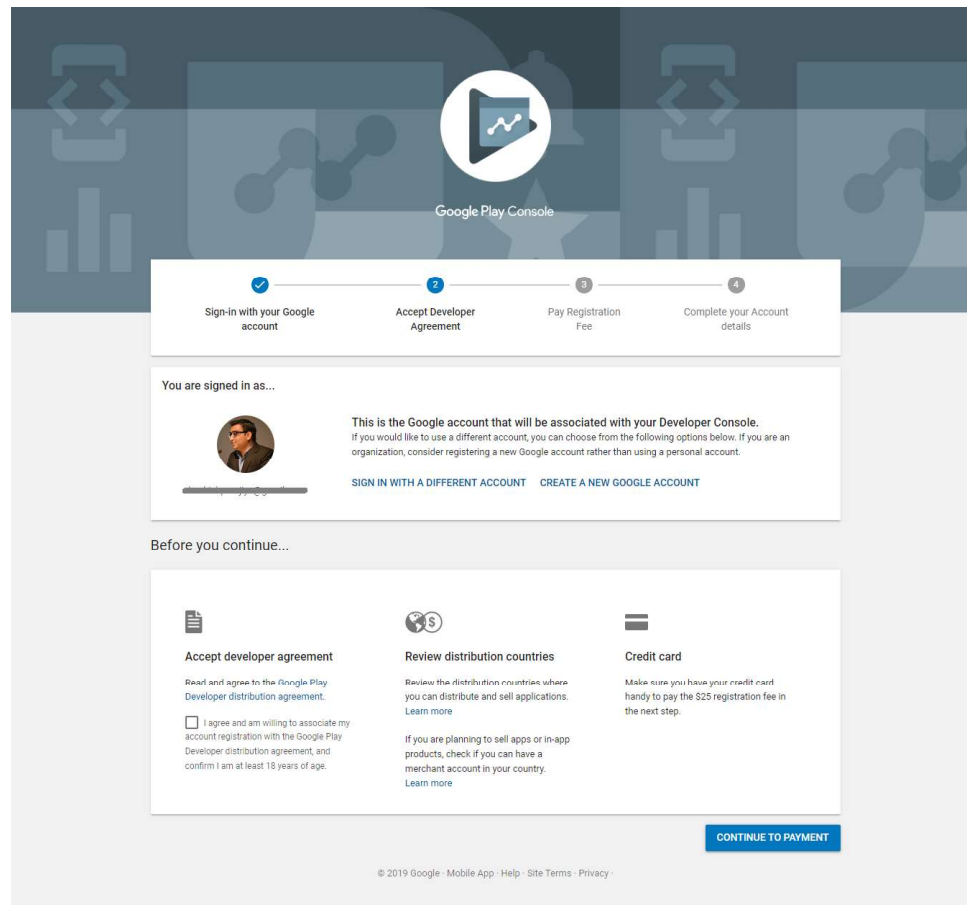 Google Play Console
2
3
4
Sign-in with your Google
account
Accept Developer
Agreement
Pay Registration
Fee
Complete your Account
details
You are signed in as...
This is the Google account that will be associated with your Developer Console.
If you would like to use a different account, you can choose from the following options below. If you are an
organization, consider registering a new Google account rather than using a personal account.
SIGN IN WITH A DIFFERENT ACCOUNT CREATE A NEW GOOGLE ACCOUNT
Before you continue...
$
Accept developer agreement
Read and agree to the Google Play
Developer distribution agreement.
I agree and am willing to associate my
account registration with the Google Play
Developer distribution agreement, and
confirm I am at least 18 years of age.
Review distribution countries
Review the distribution countries where
you can distribute and sell applications.
Learn more
If you are planning to sell apps or in-app
products, check if you can have a
merchant account in your country.
Learn more
Credit card
Make sure you have your credit card
handy to pay the $25 registration fee in
the next step.
CONTINUE TO PAYMENT
© 2019 Google · Mobile App · Help · Site Terms · Privacy ·